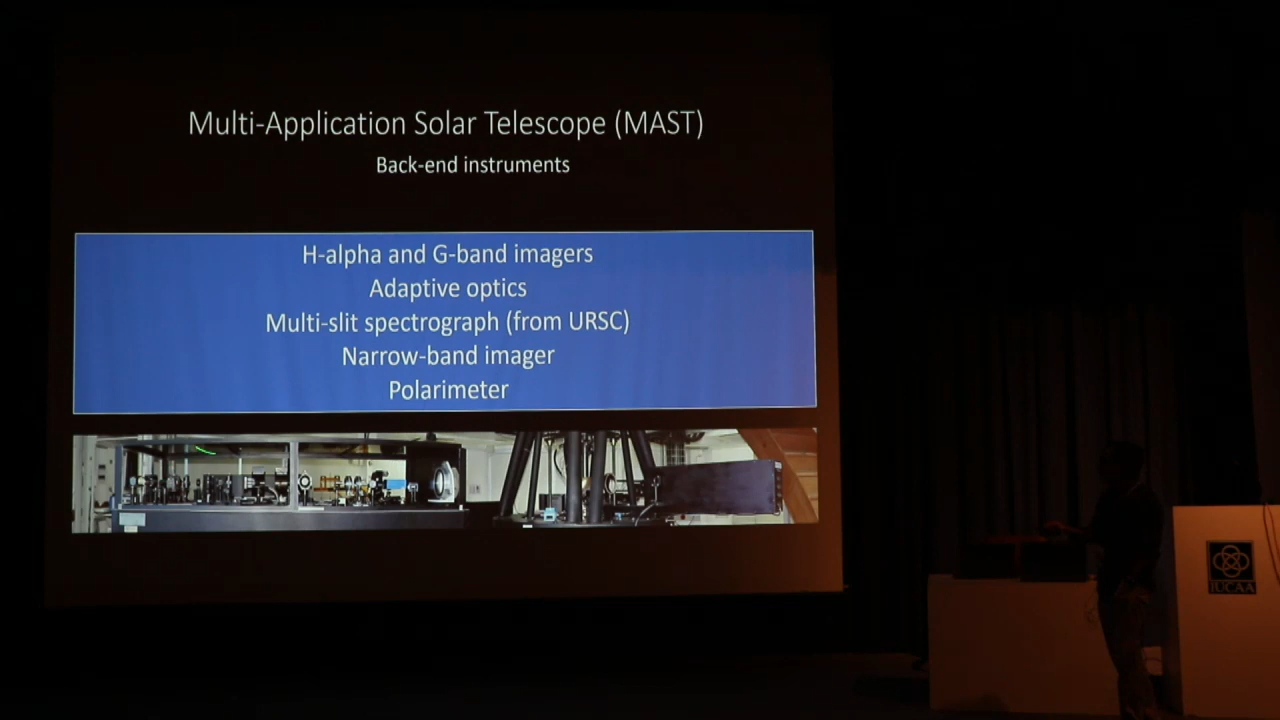 Multi-Application Solar Telescope (MAST)
Back-end instruments
H-alpha and G-band imagers
Adaptive optics
Multi-slit spectrograph (from URSC)
Narrow-band imager
Polarimeter
IUCAA